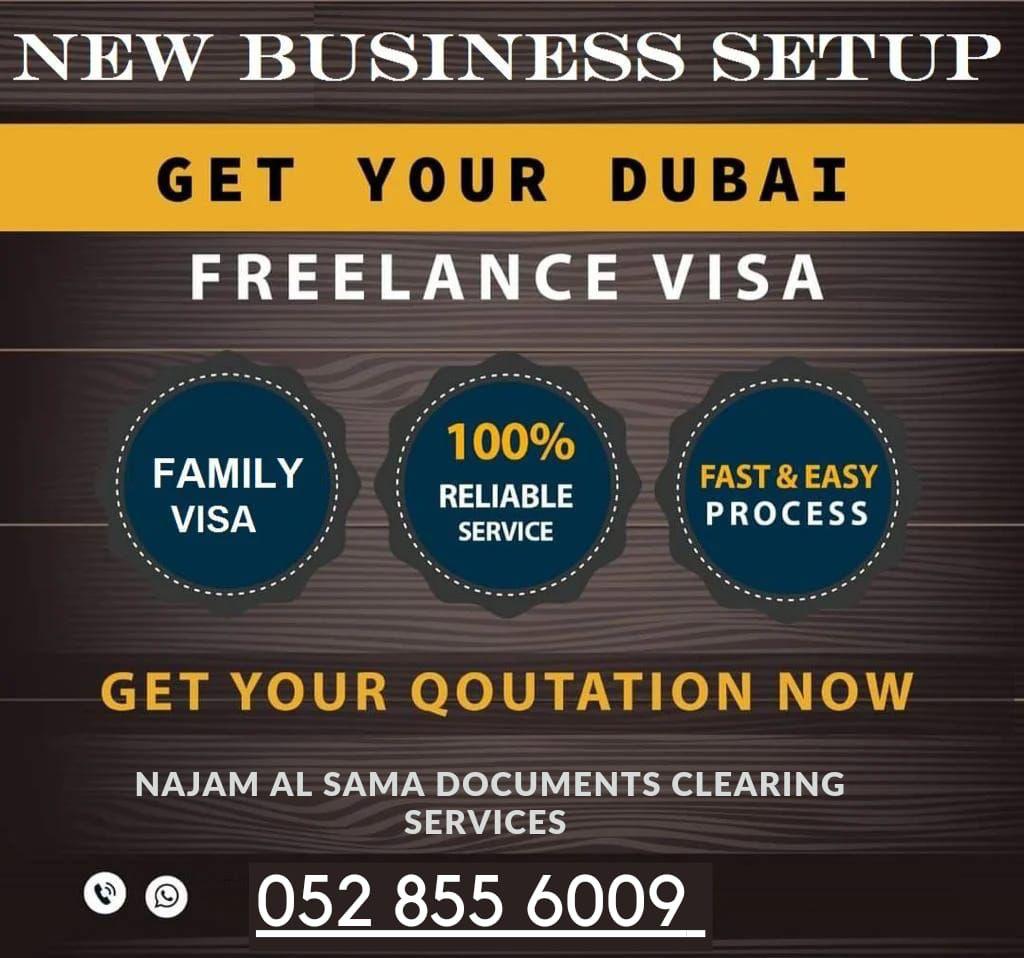 NEW BUSINESS SETUP
GET YOUR DUBAI
FREELANCE VISA
FAMILY
VISA
100%
RELIABLE
SERVICE
FAST & EASY
PROCESS
GET YOUR QOUTATION NOW
NAJAM AL SAMA DOCUMENTS CLEARING
SERVICES
052 855 6009